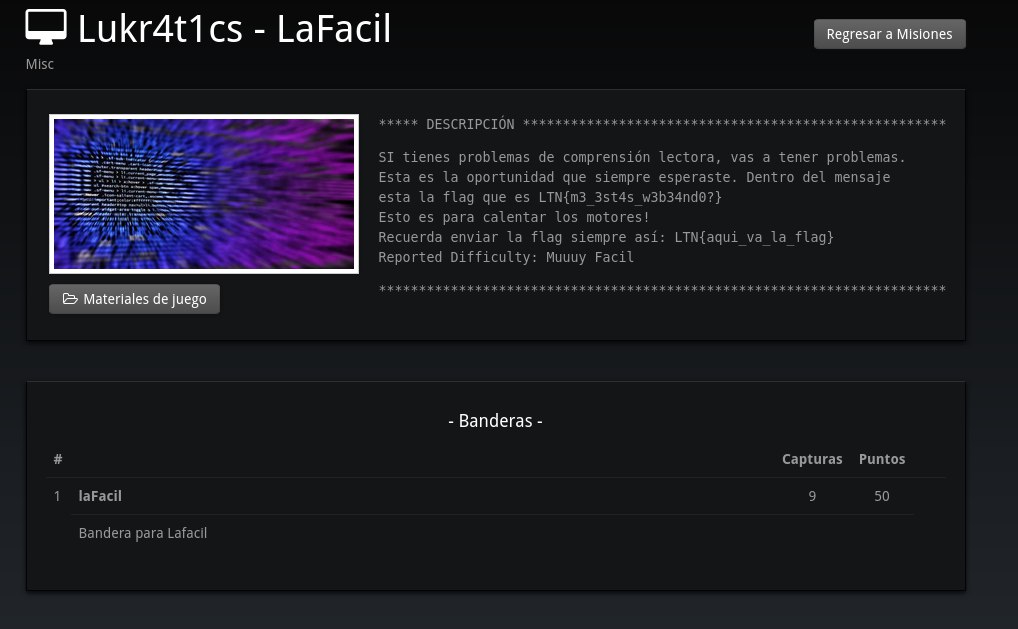 Lukr4t1cs - LaFacil
Regresar a Misiones
Misc
***** DESCRIPCIÓN *****************************************************
SI tienes problemas de comprensión lectora, vas a tener problemas.
Esta es la oportunidad que siempre esperaste. Dentro del mensaje
esta la flag que es LTN{m3_3st4s_w3b34nd0?}
Esto es para calentar los motores!
Recuerda enviar la flag siempre así: LTN{aqui_va_la_flag}
Reported Difficulty: Muuuy Facil
***********************************************************************
Materiales de juego
- Banderas -
# Capturas Puntos
1 laFacil 9 50
Bandera para Lafacil